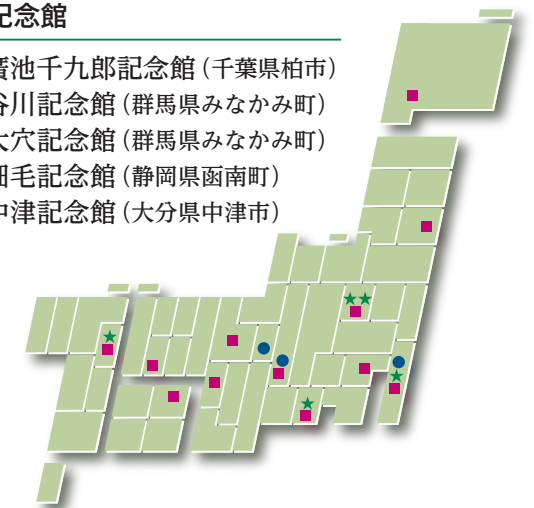 記念館
廣池千九郎記念館 (千葉県柏市)
谷川記念館 (群馬県みなかみ町)
大穴記念館 (群馬県みなかみ町)
畑毛記念館 (静岡県函南町)
中津記念館 (大分県中津市)